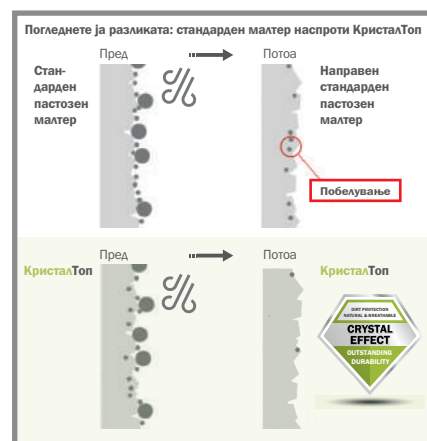 Погледнете ја разликата: стандарден малтер наспроти КристалТоп
Пред
Потоа
Стан-
дарден
пастозен
малтер
Направен
стандарден
пастозен
малтер
Побелување
Пред
Потоа
КристалТоп
КристалТоп
DIRT PROTECTION
NATURAL & BREATHABLE
CRYSTAL
EFFECT
OUTSTANDING
DURABILITY